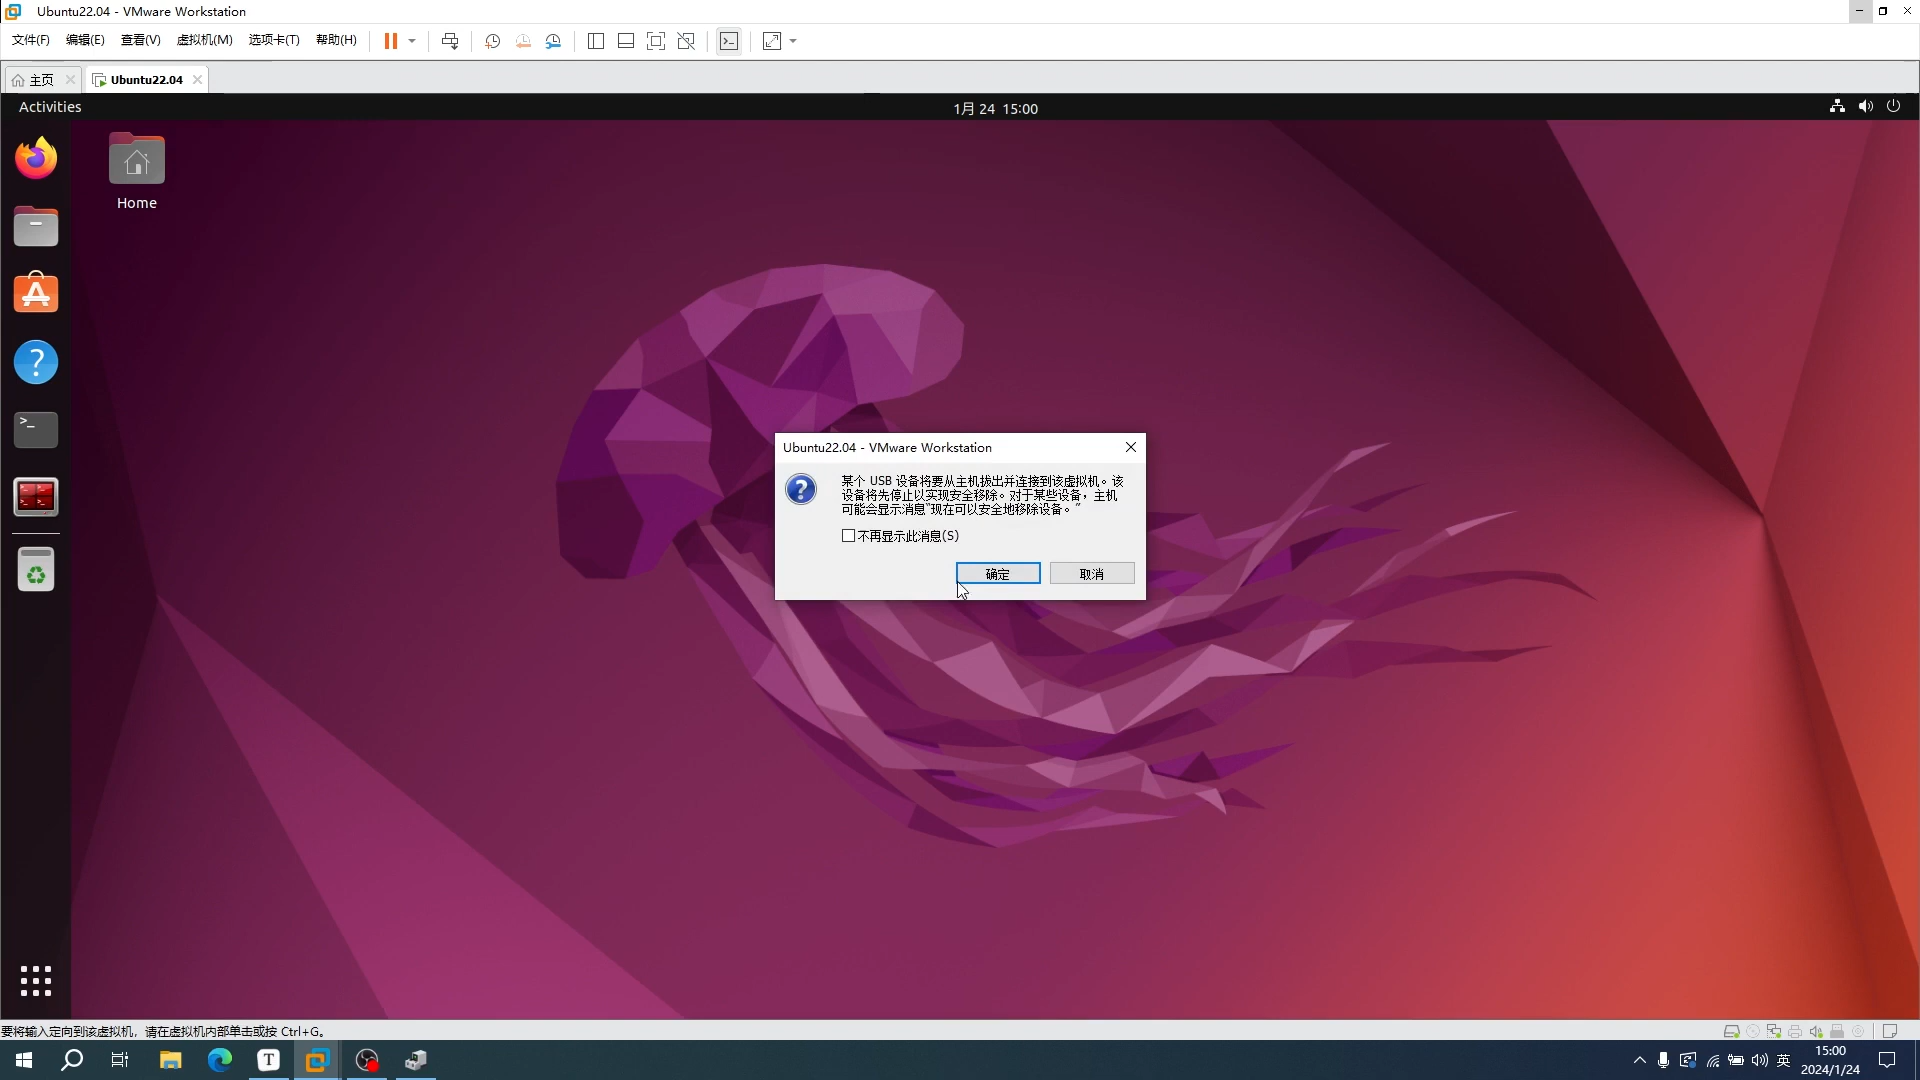 Ubuntu22.04 - VMware Workstation
文件(F) 编辑(E) 查看(V) 虚拟机(M) 选项卡(T) 帮助(H)
主页 Ubuntu22.04
Activities
1月 24 15:00
Home
Ubuntu22.04 - VMware Workstation
某个 USB 设备将要从主机拔出并连接到该虚拟机。该
设备将先停止以实现安全移除。对于某些设备，主机
可能会显示消息“现在可以安全地移除设备。”
不再显示此消息(S)
确定 取消
要将输入定向到该虚拟机，请在虚拟机内部单击或按 Ctrl+G。
英
15:00
2024/1/24